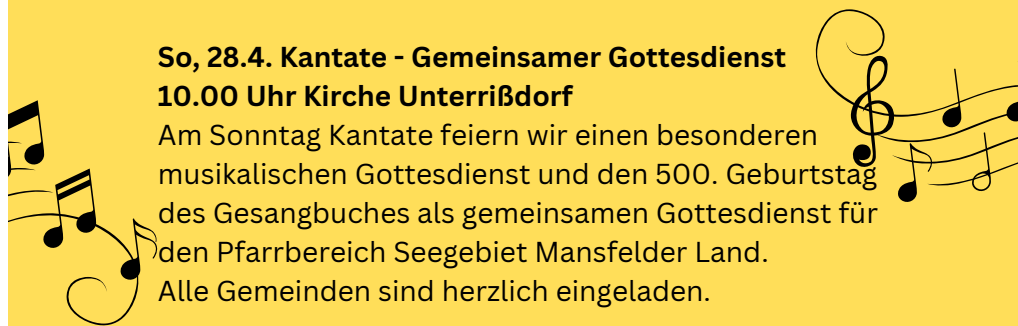 So, 28.4. Kantate - Gemeinsamer Gottesdienst
10.00 Uhr Kirche Unterrißdorf
Am Sonntag Kantate feiern wir einen besonderen
musikalischen Gottesdienst und den 500. Geburtstag
des Gesangbuches als gemeinsamen Gottesdienst für
den Pfarrbereich Seegebiet Mansfelder Land.
Alle Gemeinden sind herzlich eingeladen.